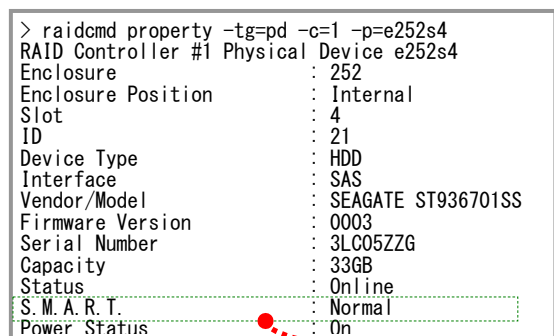 > raidcmd property -tg=pd -c=1 -p=e252s4
RAID Controller #1 Physical Device e252s4
Enclosure : 252
Enclosure Position : Internal
Slot : 4
ID : 21
Device Type : HDD
Interface : SAS
Vendor/Model : SEAGATE ST936701SS
Firmware Version : 0003
Serial Number : 3LC05ZZG
Capacity : 33GB
Status : Online
S.M.A.R.T. : Normal
Power Status : On